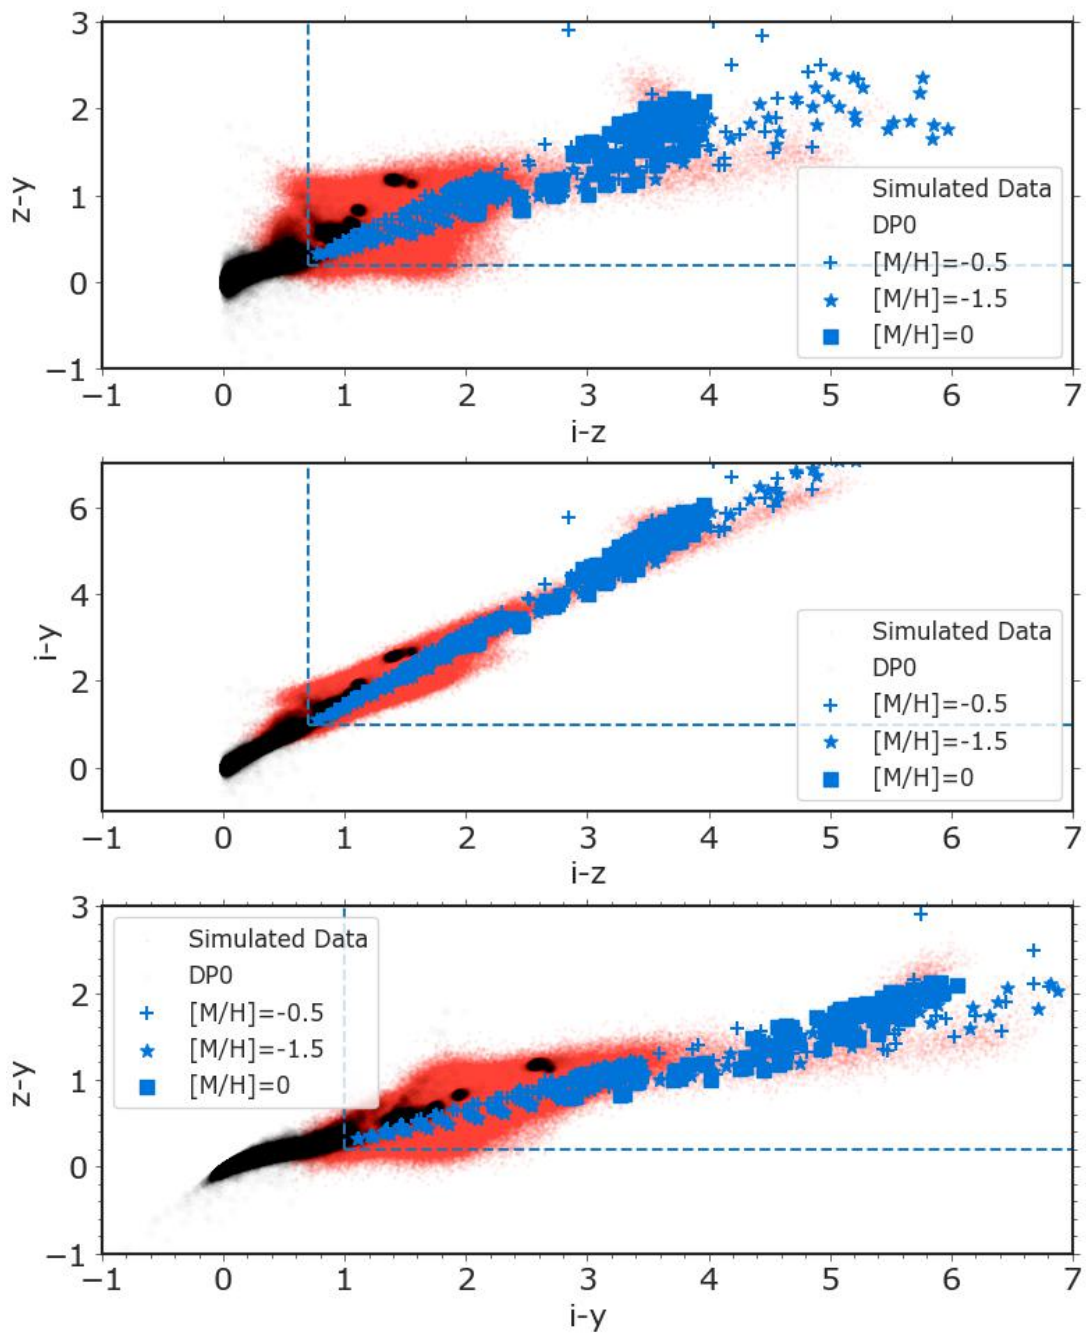 3
2
1
0
−1
z-y
Simulated Data
DP0
[M/H]=-0.5
[M/H]=-1.5
[M/H]=0
−1 0 1 2 3 4 5 6 7
i-z
6
4
2
0
i-y
Simulated Data
DP0
[M/H]=-0.5
[M/H]=-1.5
[M/H]=0
−1 0 1 2 3 4 5 6 7
i-z
3
2
1
0
−1
z-y
Simulated Data
DP0
[M/H]=-0.5
[M/H]=-1.5
[M/H]=0
−1 0 1 2 3 4 5 6 7
i-y